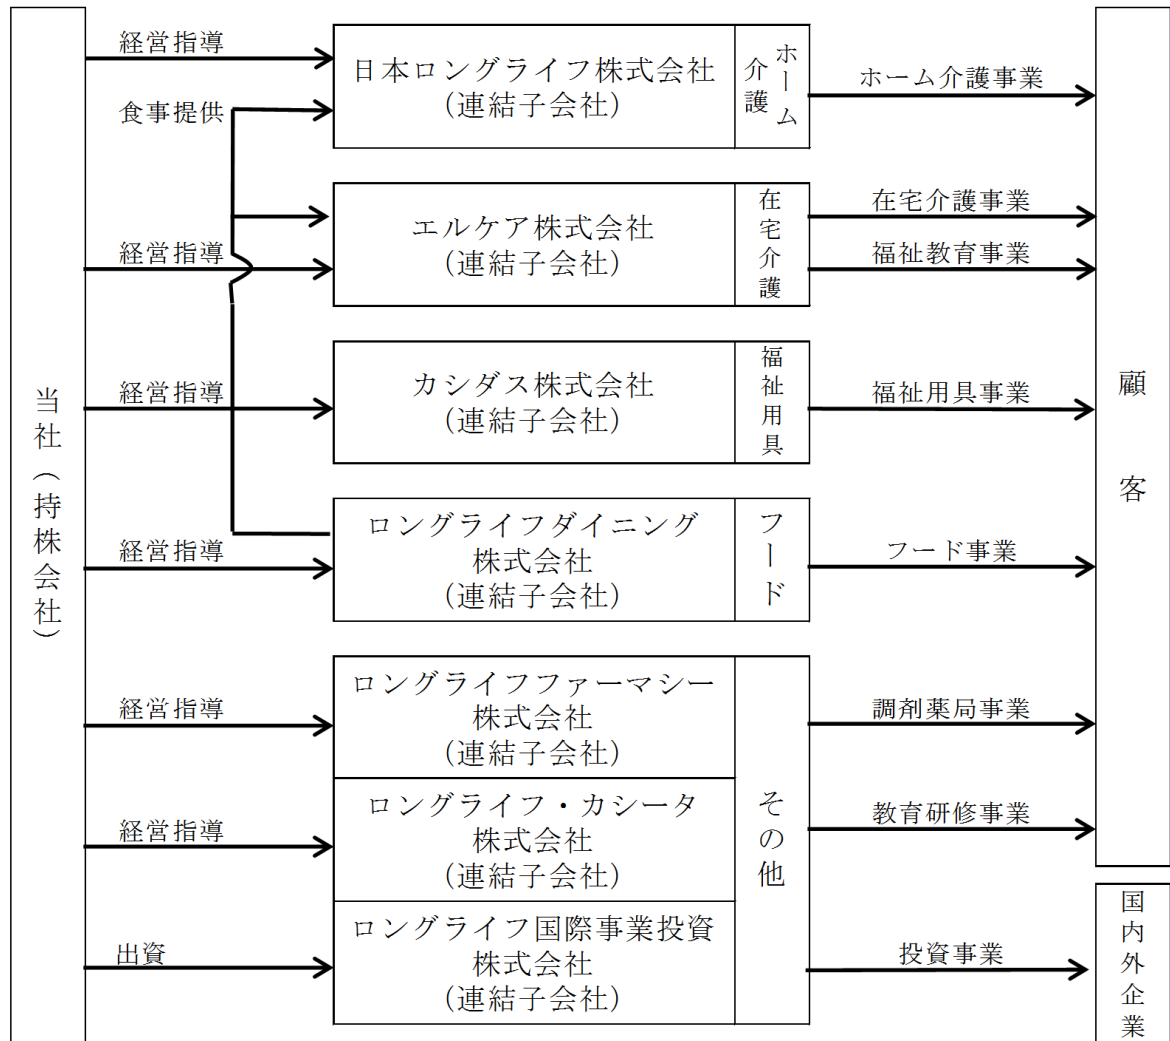 当社（持株会社）
経営指導
日本ロングライフ株式会社
（連結子会社）
ホーム
介護
ホーム介護事業
食事提供
経営指導
エルケア株式会社
（連結子会社）
在宅介護
在宅介護事業
福祉教育事業
経営指導
カシダス株式会社
（連結子会社）
福祉用具
福祉用具事業
経営指導
ロングライフダイニング
株式会社
（連結子会社）
フード
フード事業
経営指導
ロングライフファーマシー
株式会社
（連結子会社）
調剤薬局事業
経営指導
ロングライフ・カシータ
株式会社
（連結子会社）
その他
教育研修事業
出資
ロングライフ国際事業投資
株式会社
（連結子会社）
投資事業
顧客
国内外企業